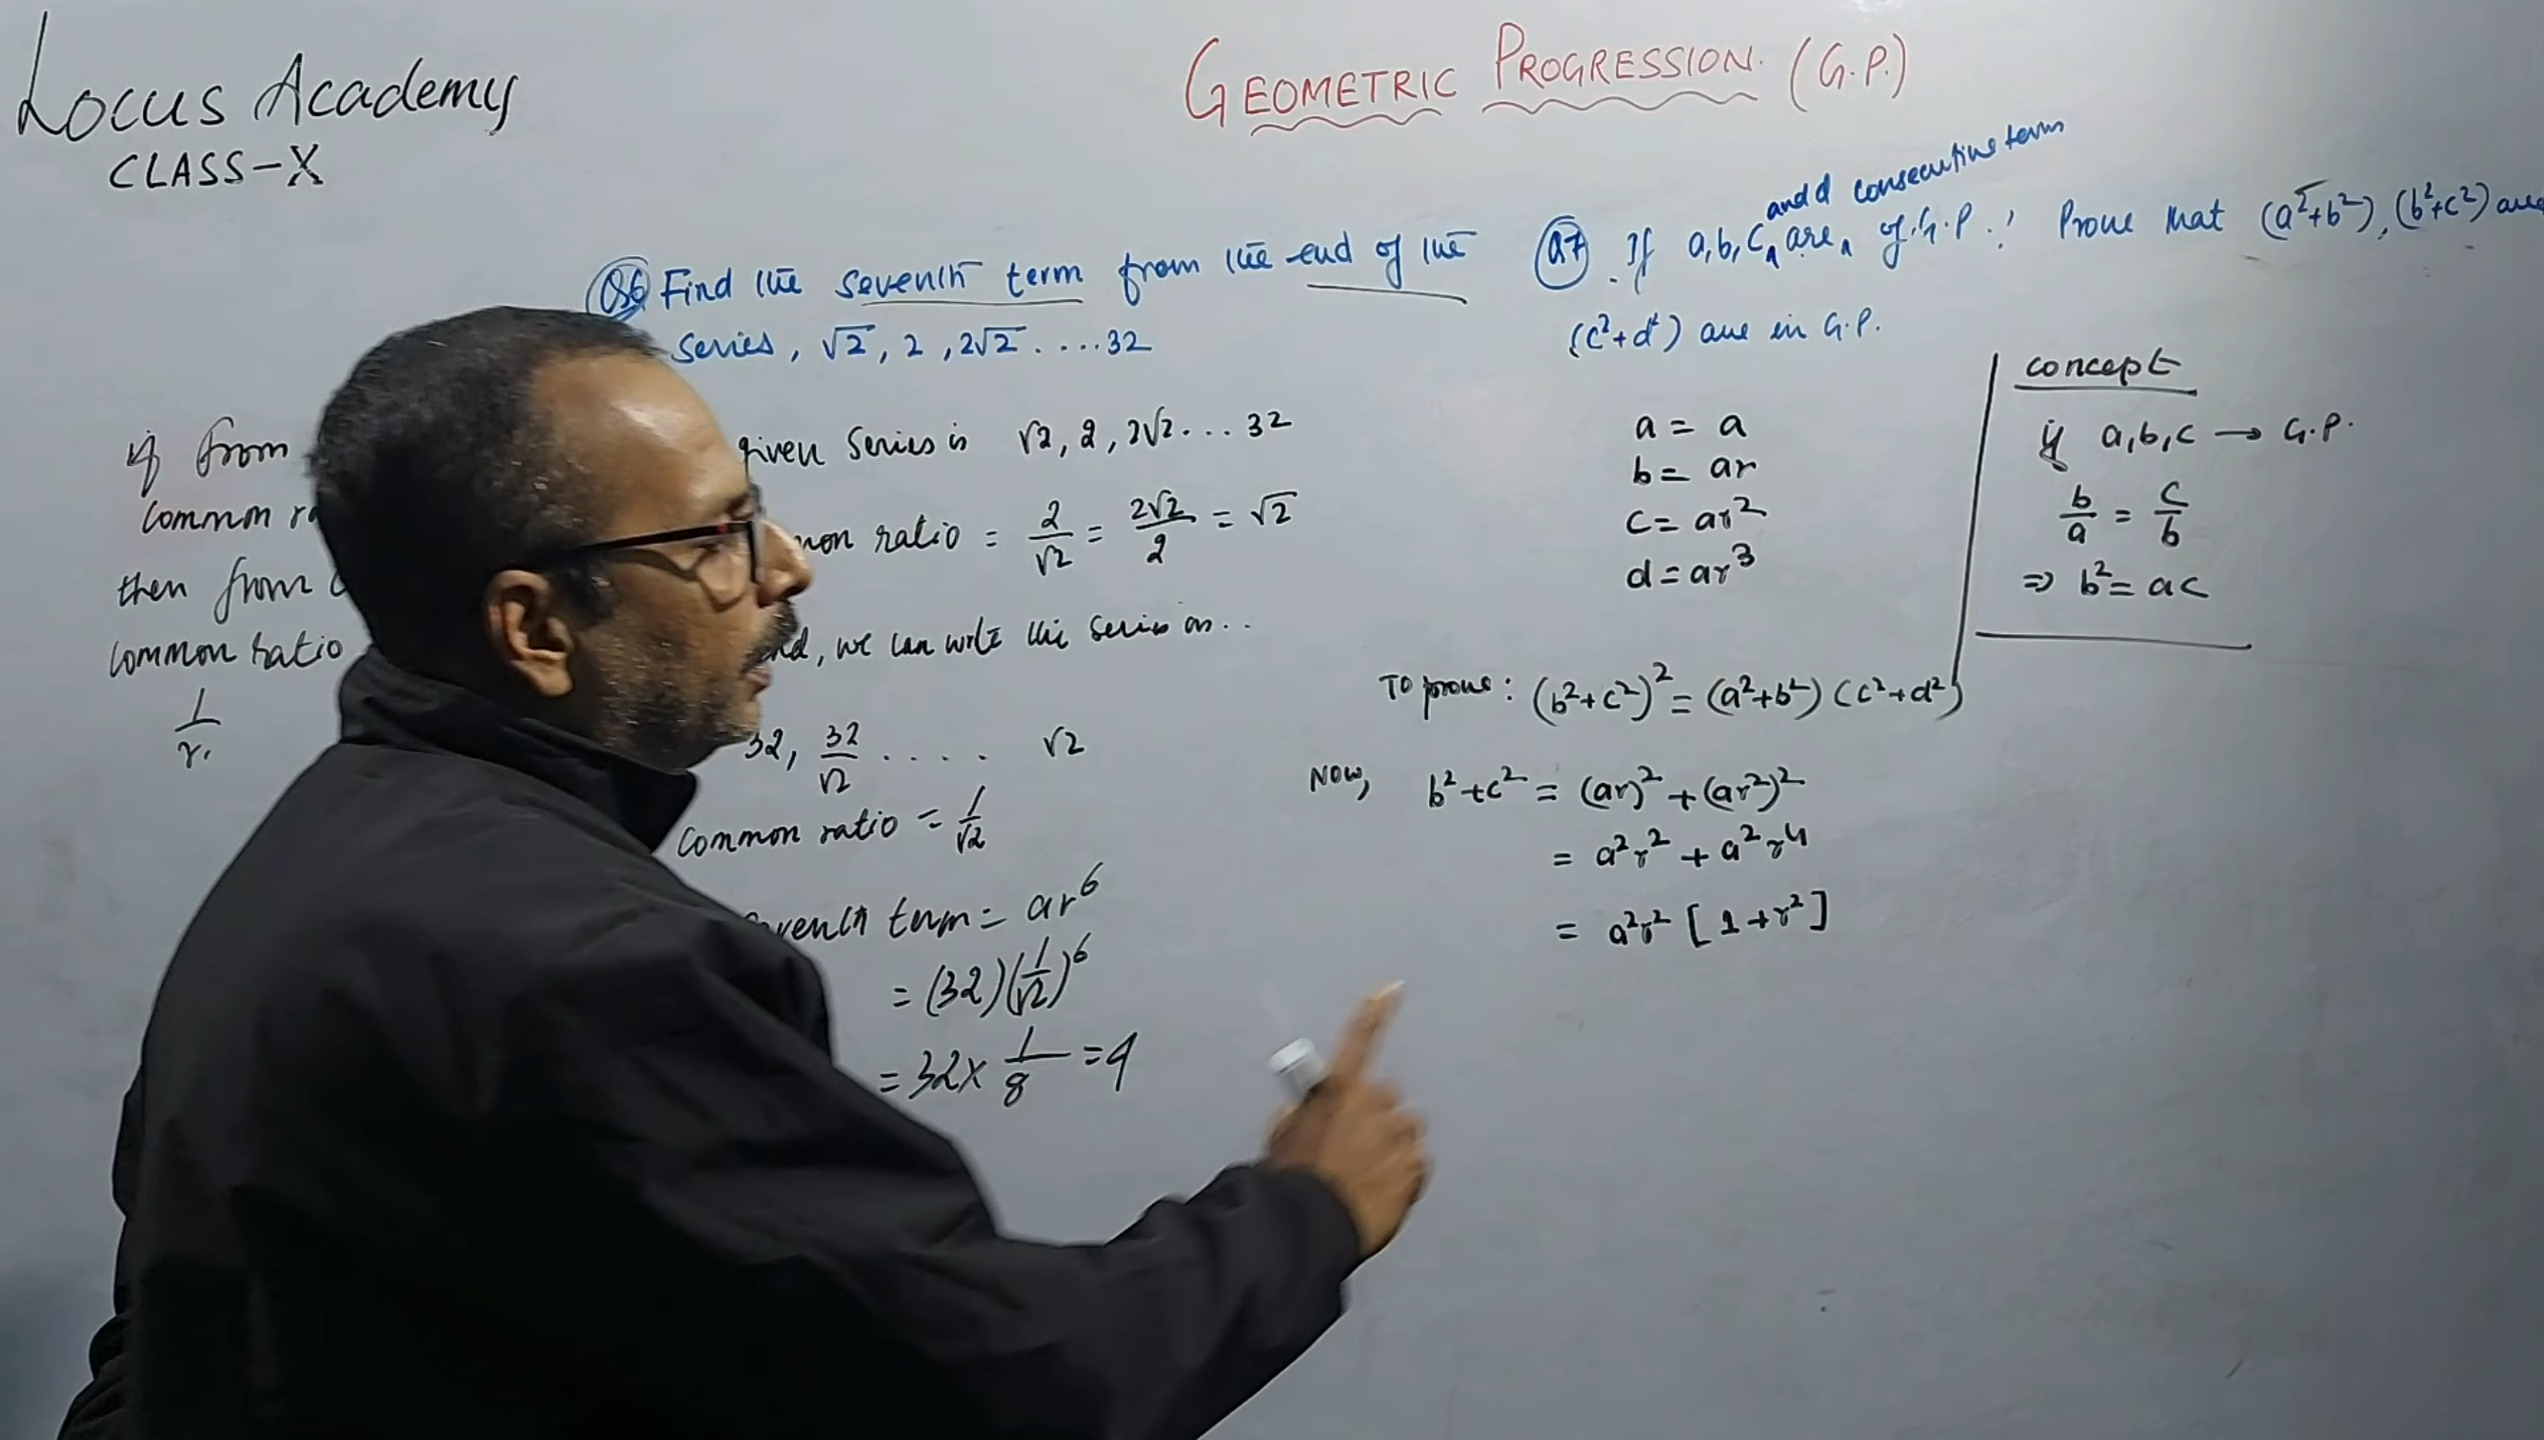 Locus Academy
CLASS-X
GEOMETRIC PROGRESSION. (G.P.)
Q6 Find the seventh term from the end of the
series, √2, 2, 2√2 . . . . 32
if from
common
then from
common ratio
1/r.
given series is √2, 2, 2√2 . . . 32
ratio = 2/√2 = 2√2/2 = √2
, we can write the series as . .
32, 32/√2 . . . . √2
common ratio = 1/√2
term = ar⁶
= (32)(1/√2)⁶
= 32 × 1/8 = 4
and d consecutive terms
Q7. If a, b, c, are, of G.P.! Prove that (a²+b²), (b²+c²) are
(c²+d²) are in G.P.
a = a
b = ar
c = ar²
d = ar³
concept
if a, b, c → G.P.
b/a = c/b
⇒ b² = ac
To prove: (b²+c²)² = (a²+b²) (c²+d²)
Now, b²+c² = (ar)² + (ar²)²
= a²r² + a²r⁴
= a²r² [1+r²]